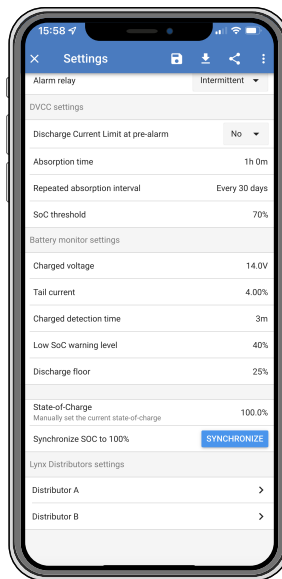 15:58
Settings
Alarm relay Intermittent
DVCC settings
Discharge Current Limit at pre-alarm No
Absorption time 1h 0m
Repeated absorption interval Every 30 days
SoC threshold 70%
Battery monitor settings
Charged voltage 14.0V
Tail current 4.00%
Charged detection time 3m
Low SoC warning level 40%
Discharge floor 25%
State-of-Charge 100.0%
Manually set the current state-of-charge
Synchronize SOC to 100% SYNCHRONIZE
Lynx Distributors settings
Distributor A
Distributor B